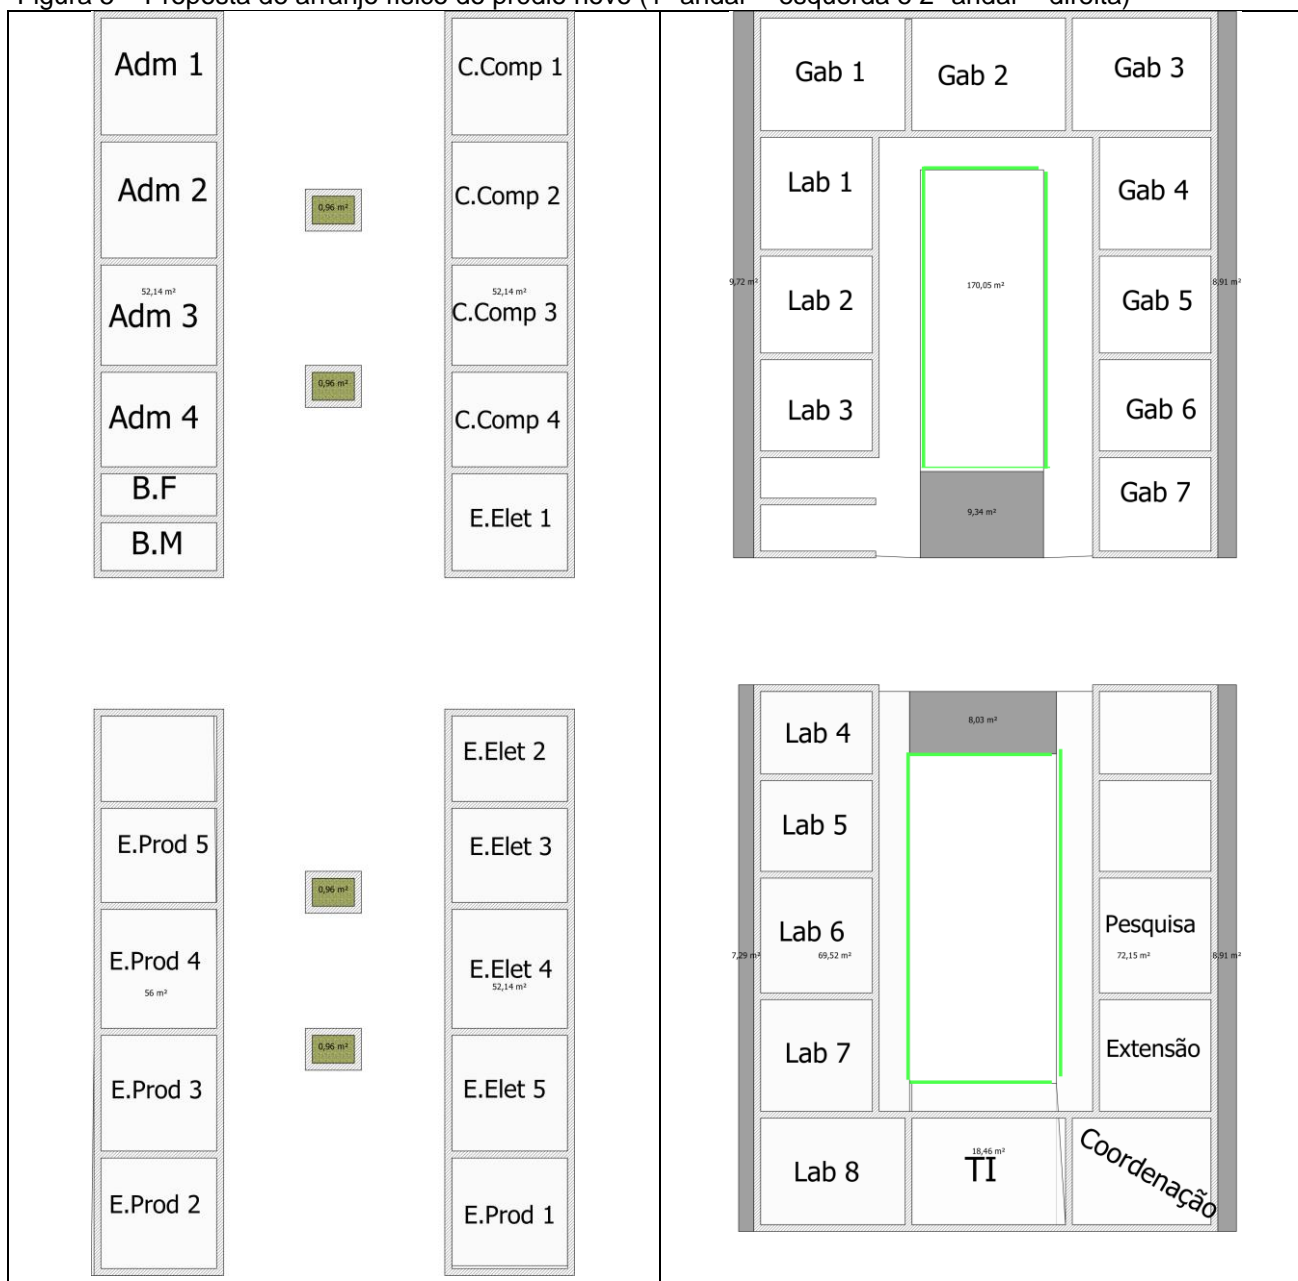 Figura 8 – Proposta de arranjo físico do prédio novo (1º andar – esquerda e 2º andar – direita)
Adm 1
C.Comp 1
Adm 2
C.Comp 2
0,96 m²
52,14 m²
Adm 3
52,14 m²
C.Comp 3
0,96 m²
Adm 4
C.Comp 4
B.F
B.M
E.Elet 1
E.Elet 2
E.Prod 5
E.Elet 3
0,96 m²
E.Prod 4
56 m²
E.Elet 4
52,14 m²
0,96 m²
E.Prod 3
E.Elet 5
E.Prod 2
E.Prod 1
Gab 1
Gab 2
Gab 3
Lab 1
Gab 4
9,72 m²
Lab 2
170,05 m²
Gab 5
8,91 m²
Lab 3
Gab 6
Gab 7
9,34 m²
Lab 4
8,03 m²
Lab 5
Lab 6
Pesquisa
7,29 m²
69,52 m²
72,15 m²
8,91 m²
Lab 7
Extensão
Lab 8
18,46 m²
TI
Coordenação